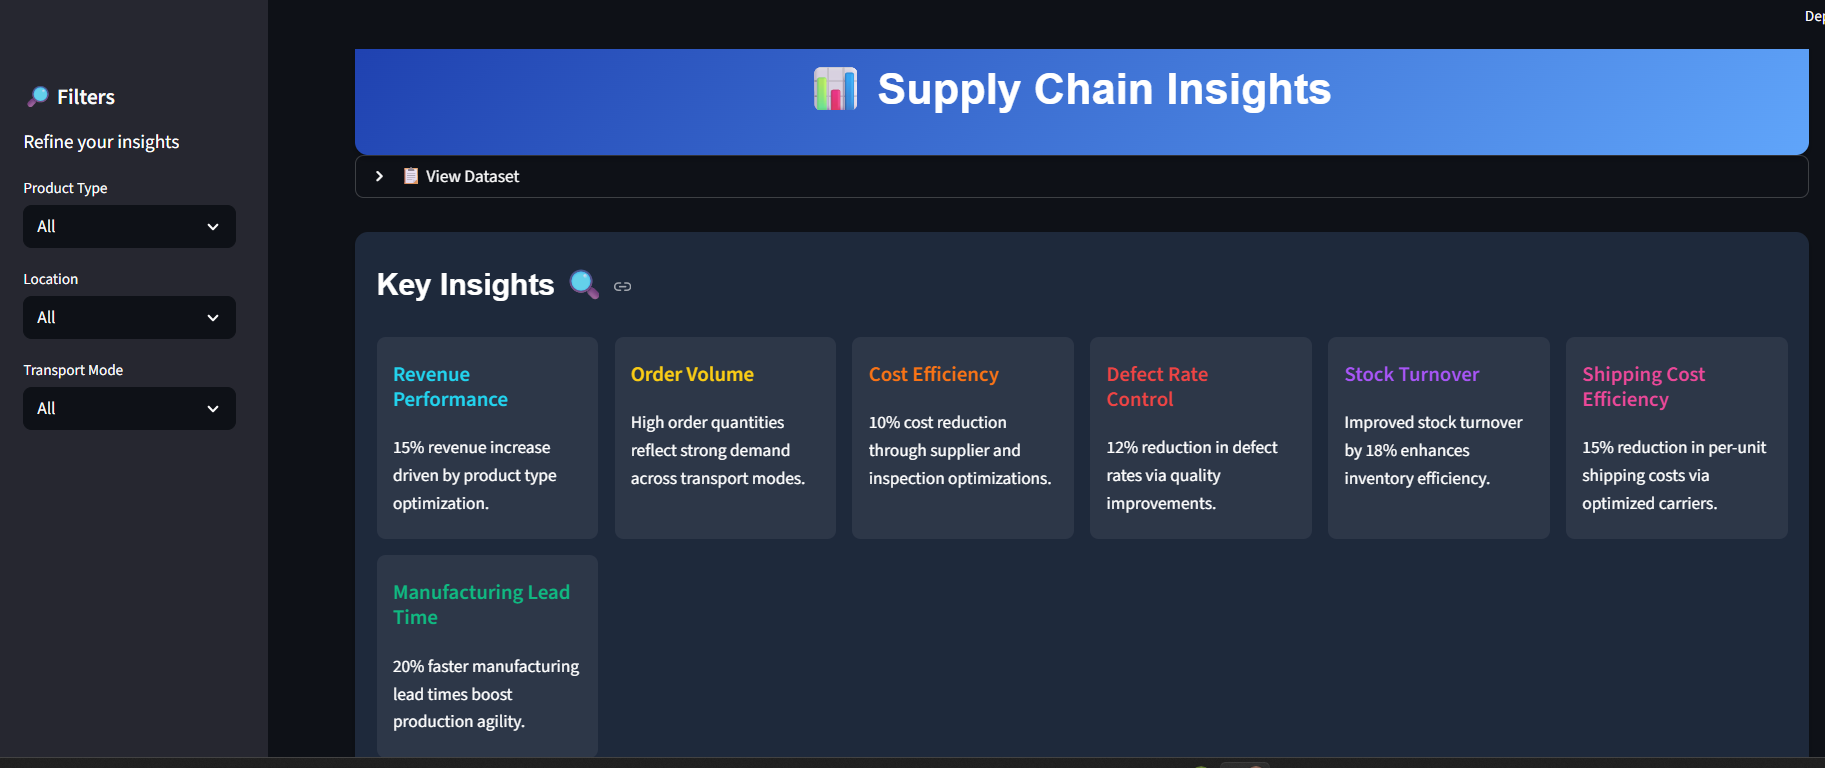 Filters
Refine your insights
Product Type
All
Location
All
Transport Mode
All
Supply Chain Insights
View Dataset
Key Insights
Revenue
Performance
15% revenue increase
driven by product type
optimization.
Order Volume
High order quantities
reflect strong demand
across transport modes.
Cost Efficiency
10% cost reduction
through supplier and
inspection optimizations.
Defect Rate
Control
12% reduction in defect
rates via quality
improvements.
Stock Turnover
Improved stock turnover
by 18% enhances
inventory efficiency.
Shipping Cost
Efficiency
15% reduction in per-unit
shipping costs via
optimized carriers.
Manufacturing Lead
Time
20% faster manufacturing
lead times boost
production agility.